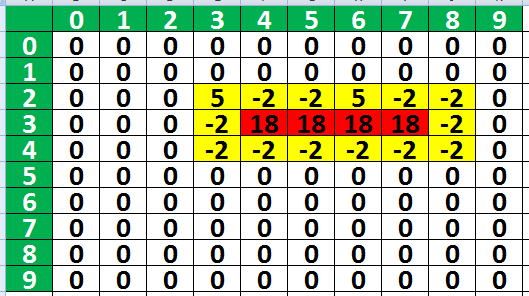 0 1 2 3 4 5 6 7 8 9
0 0 0 0 0 0 0 0 0 0 0
1 0 0 0 0 0 0 0 0 0 0
2 0 0 0 5 -2 -2 5 -2 -2 0
3 0 0 0 -2 18 18 18 18 -2 0
4 0 0 0 -2 -2 -2 -2 -2 -2 0
5 0 0 0 0 0 0 0 0 0 0
6 0 0 0 0 0 0 0 0 0 0
7 0 0 0 0 0 0 0 0 0 0
8 0 0 0 0 0 0 0 0 0 0
9 0 0 0 0 0 0 0 0 0 0